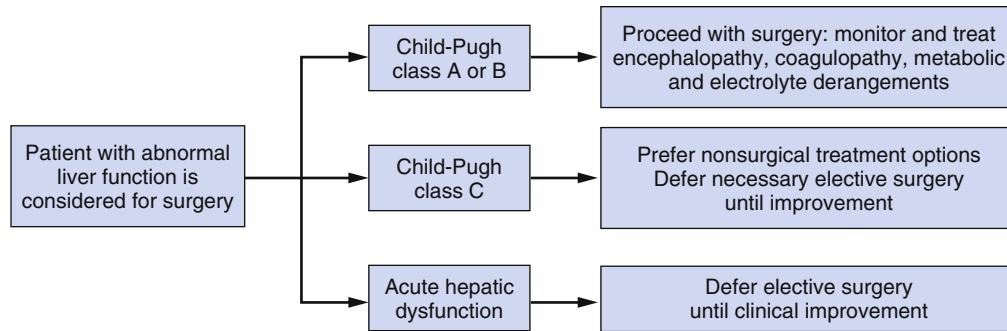 Patient with abnormal
liver function is
considered for surgery
Child-Pugh
class A or B
Proceed with surgery: monitor and treat
encephalopathy, coagulopathy, metabolic
and electrolyte derangements
Child-Pugh
class C
Prefer nonsurgical treatment options
Defer necessary elective surgery
until improvement
Acute hepatic
dysfunction
Defer elective surgery
until clinical improvement